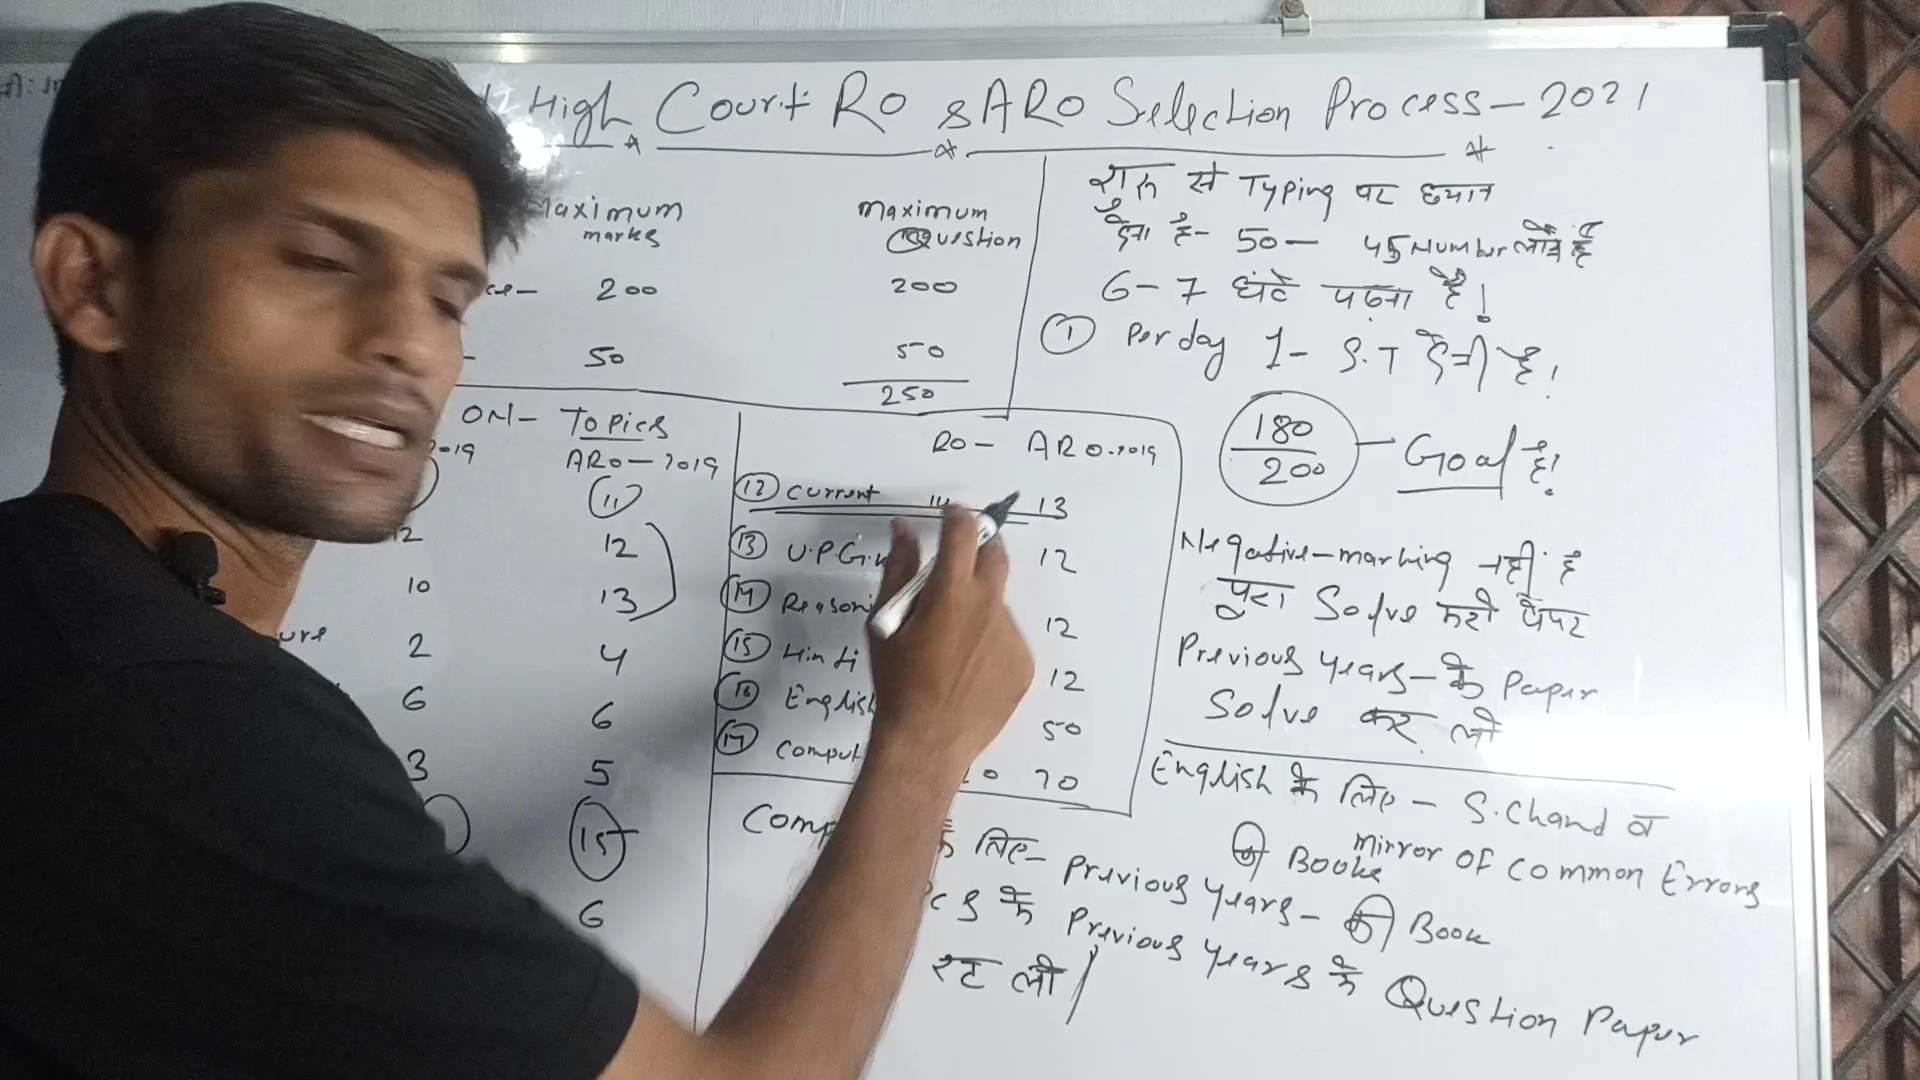 High Court RO & ARO Selection Process - 2021
Maximum marks
Maximum Question
200 200
50 50
250
शुरू से Typing पर ध्यान
देना है- 50 - 45 Number लाने हैं
6-7 घंटे पढ़ना है!
① Per day 1- S.T देनी है!
180/200 - Goal है!
Negative-marking नहीं है
पूरा Solve करो पेपर
Previous years - के Paper
Solve कर लो
ON- Topics
ARO-2019
11
12
10 13
2 4
6 6
3 5
15
6
RO - ARO-2019
⑫ Current 13
⑬ U.P G.K 12
⑭ 12
⑮ Hindi 12
⑯ English 50
⑰ 20
English के लिए - S.Chand व
Mirror of Common Errors
की Books
के लिए- Previous years - की Book
के Previous years के Question Paper
रट लो